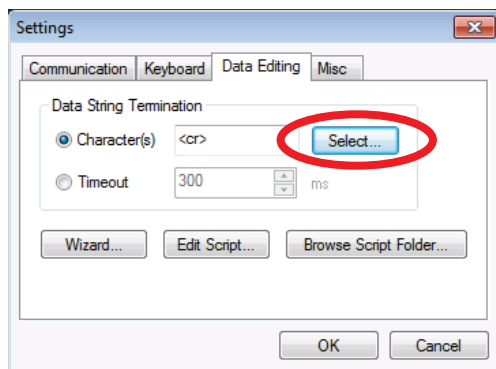 Settings
Communication Keyboard Data Editing Misc
Data String Termination
Character(s) <cr> Select...
Timeout 300 ms
Wizard... Edit Script... Browse Script Folder...
OK Cancel